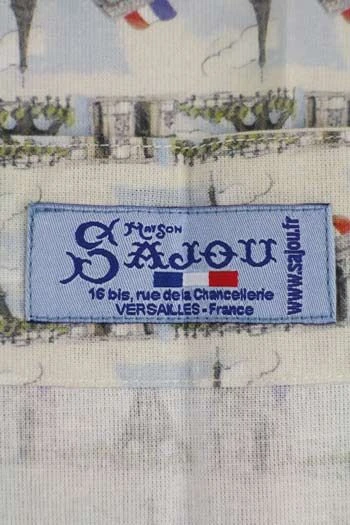 MAISON
SAJOU
16 bis, rue de la Chancellerie
VERSAILLES - France
www.sajou.fr